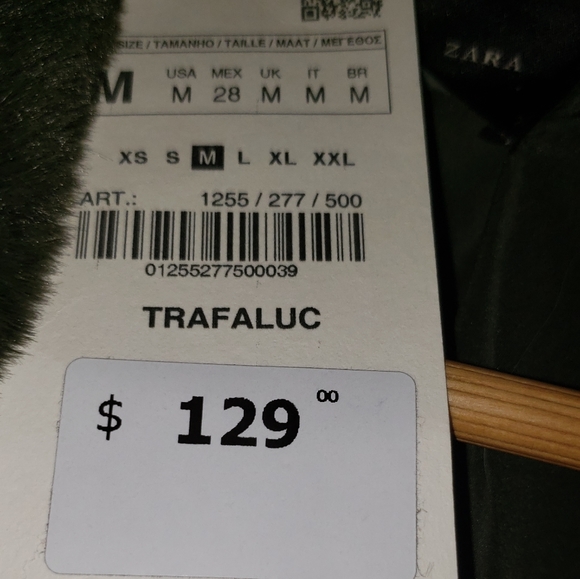 SIZE / TAMANHO / TAILLE / MAAT / ΜΕΓΕΘΟΣ
ZARA
USA MEX UK IT BR
M M 28 M M M
XS S M L XL XXL
ART.: 1255 / 277 / 500
01255277500039
TRAFALUC
$ 129 00